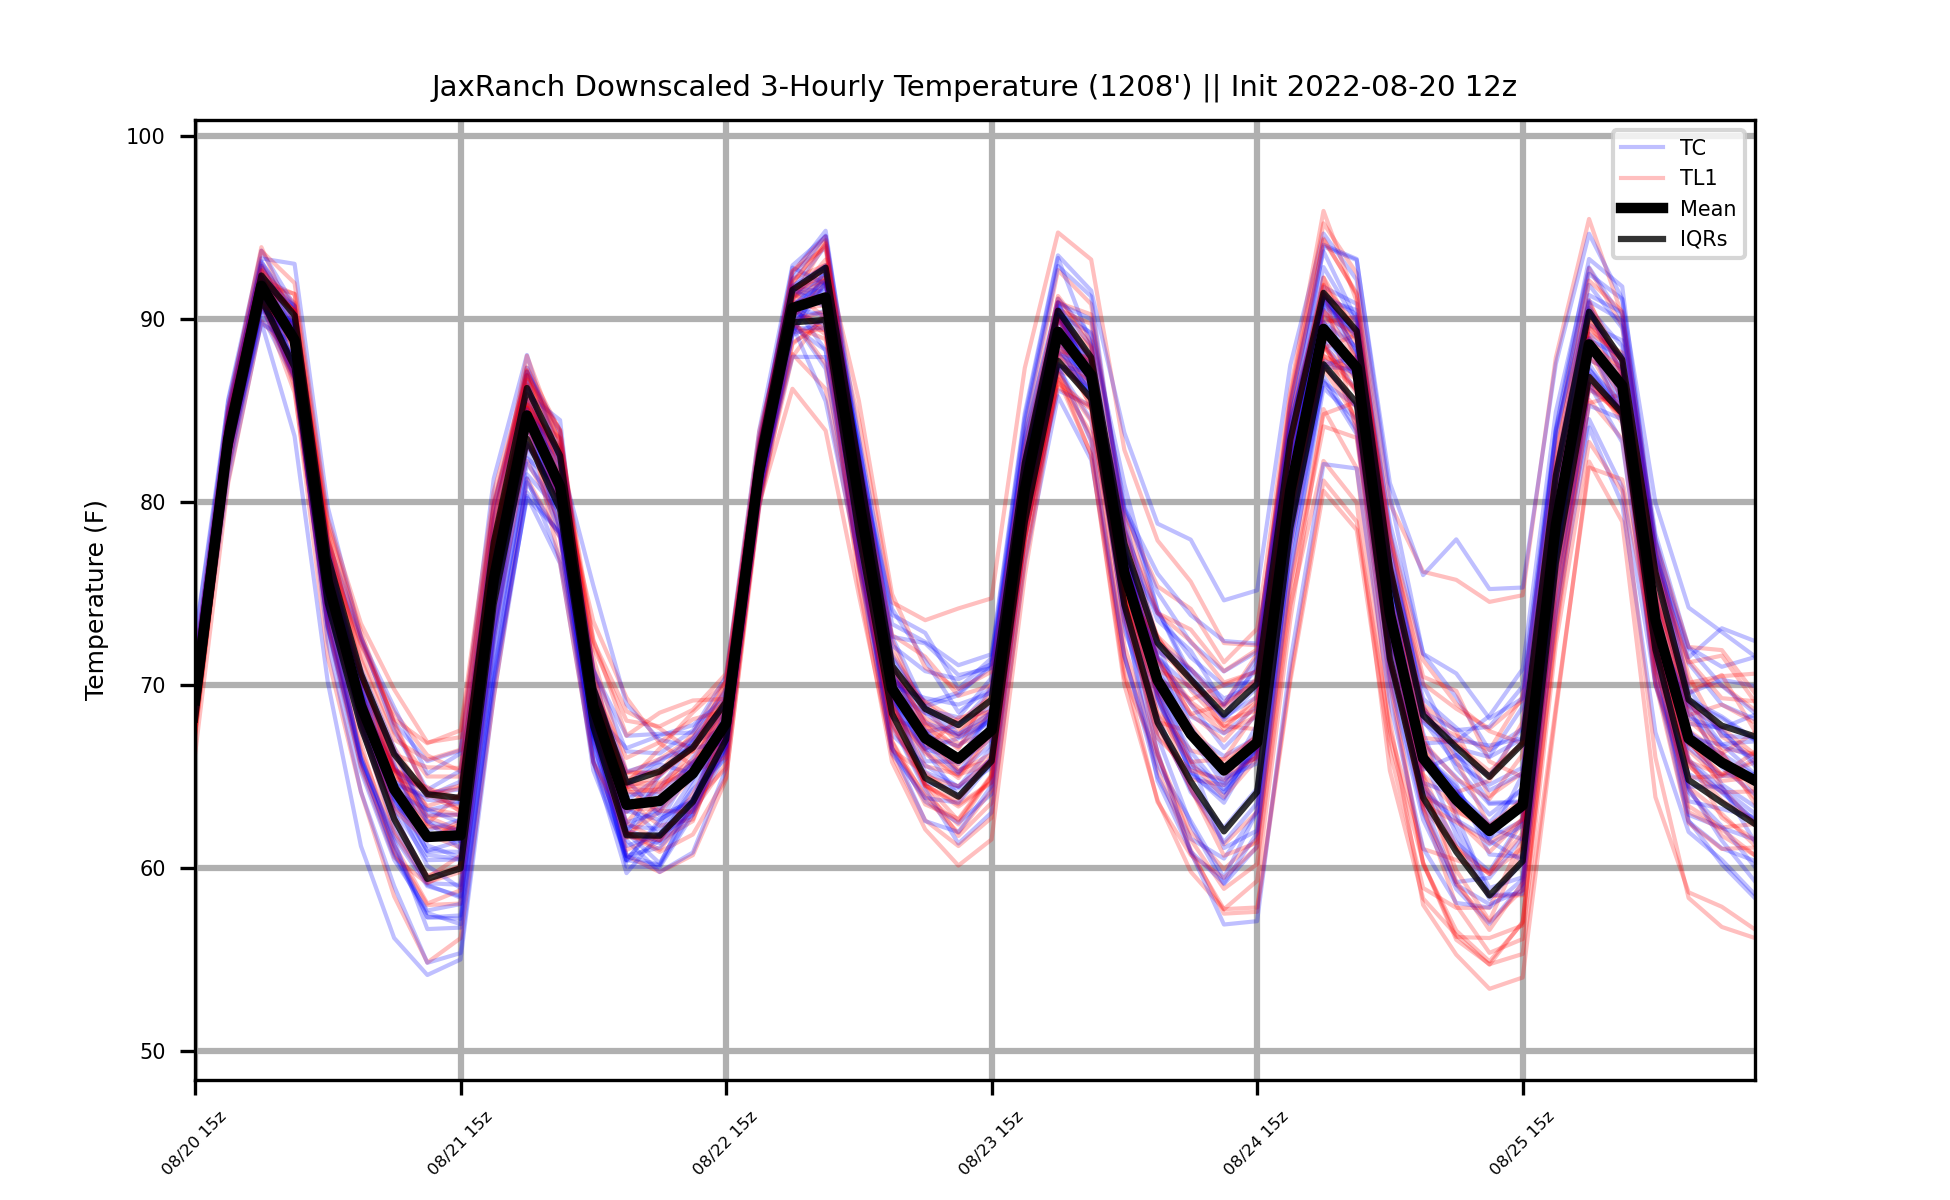 JaxRanch Downscaled 3-Hourly Temperature (1208') || Init 2022-08-20 12z
TC
TL1
Mean
IQRs
Temperature (F)
100
90
80
70
60
50
08/20 15z
08/21 15z
08/22 15z
08/23 15z
08/24 15z
08/25 15z